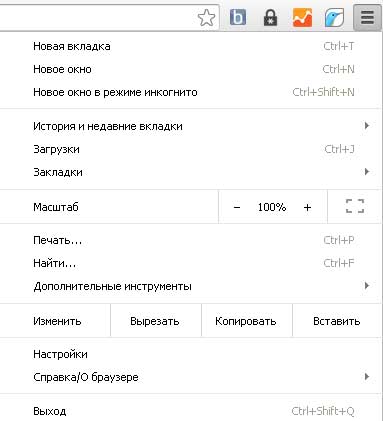 b
Новая вкладка Ctrl+T
Новое окно Ctrl+N
Новое окно в режиме инкогнито Ctrl+Shift+N
История и недавние вкладки
Загрузки Ctrl+J
Закладки
Масштаб - 100% +
Печать... Ctrl+P
Найти... Ctrl+F
Дополнительные инструменты
Изменить Вырезать Копировать Вставить
Настройки
Справка/О браузере
Выход Ctrl+Shift+Q